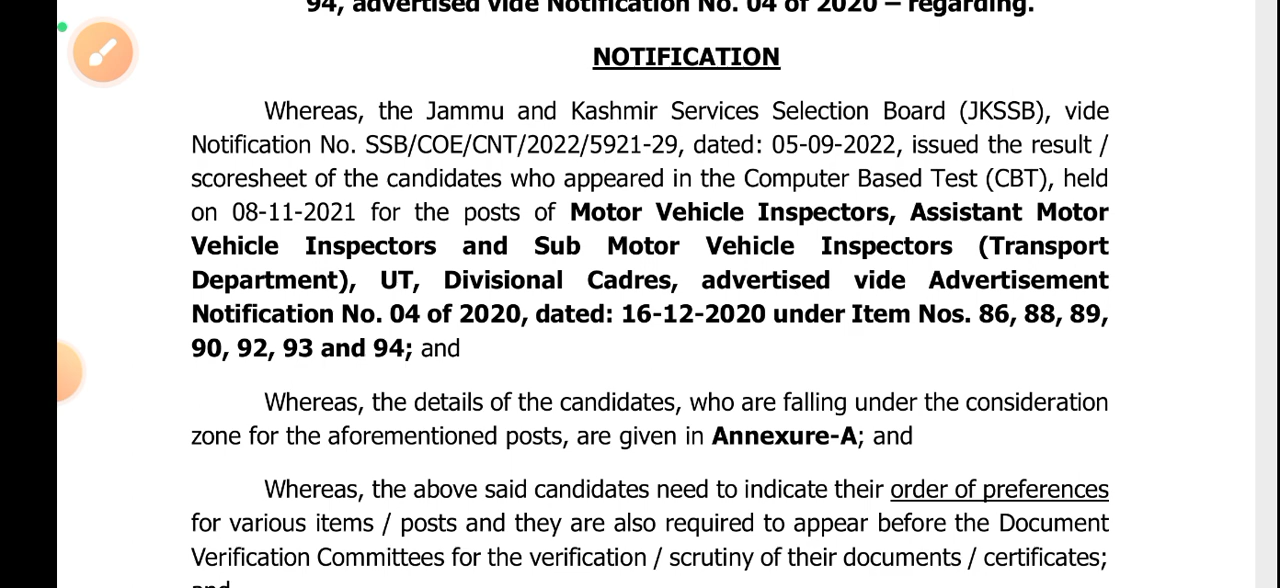 94, advertised vide Notification No. 04 of 2020 – regarding.
NOTIFICATION
Whereas, the Jammu and Kashmir Services Selection Board (JKSSB), vide
Notification No. SSB/COE/CNT/2022/5921-29, dated: 05-09-2022, issued the result /
scoresheet of the candidates who appeared in the Computer Based Test (CBT), held
on 08-11-2021 for the posts of Motor Vehicle Inspectors, Assistant Motor
Vehicle Inspectors and Sub Motor Vehicle Inspectors (Transport
Department), UT, Divisional Cadres, advertised vide Advertisement
Notification No. 04 of 2020, dated: 16-12-2020 under Item Nos. 86, 88, 89,
90, 92, 93 and 94; and
Whereas, the details of the candidates, who are falling under the consideration
zone for the aforementioned posts, are given in Annexure-A; and
Whereas, the above said candidates need to indicate their order of preferences
for various items / posts and they are also required to appear before the Document
Verification Committees for the verification / scrutiny of their documents / certificates;
and